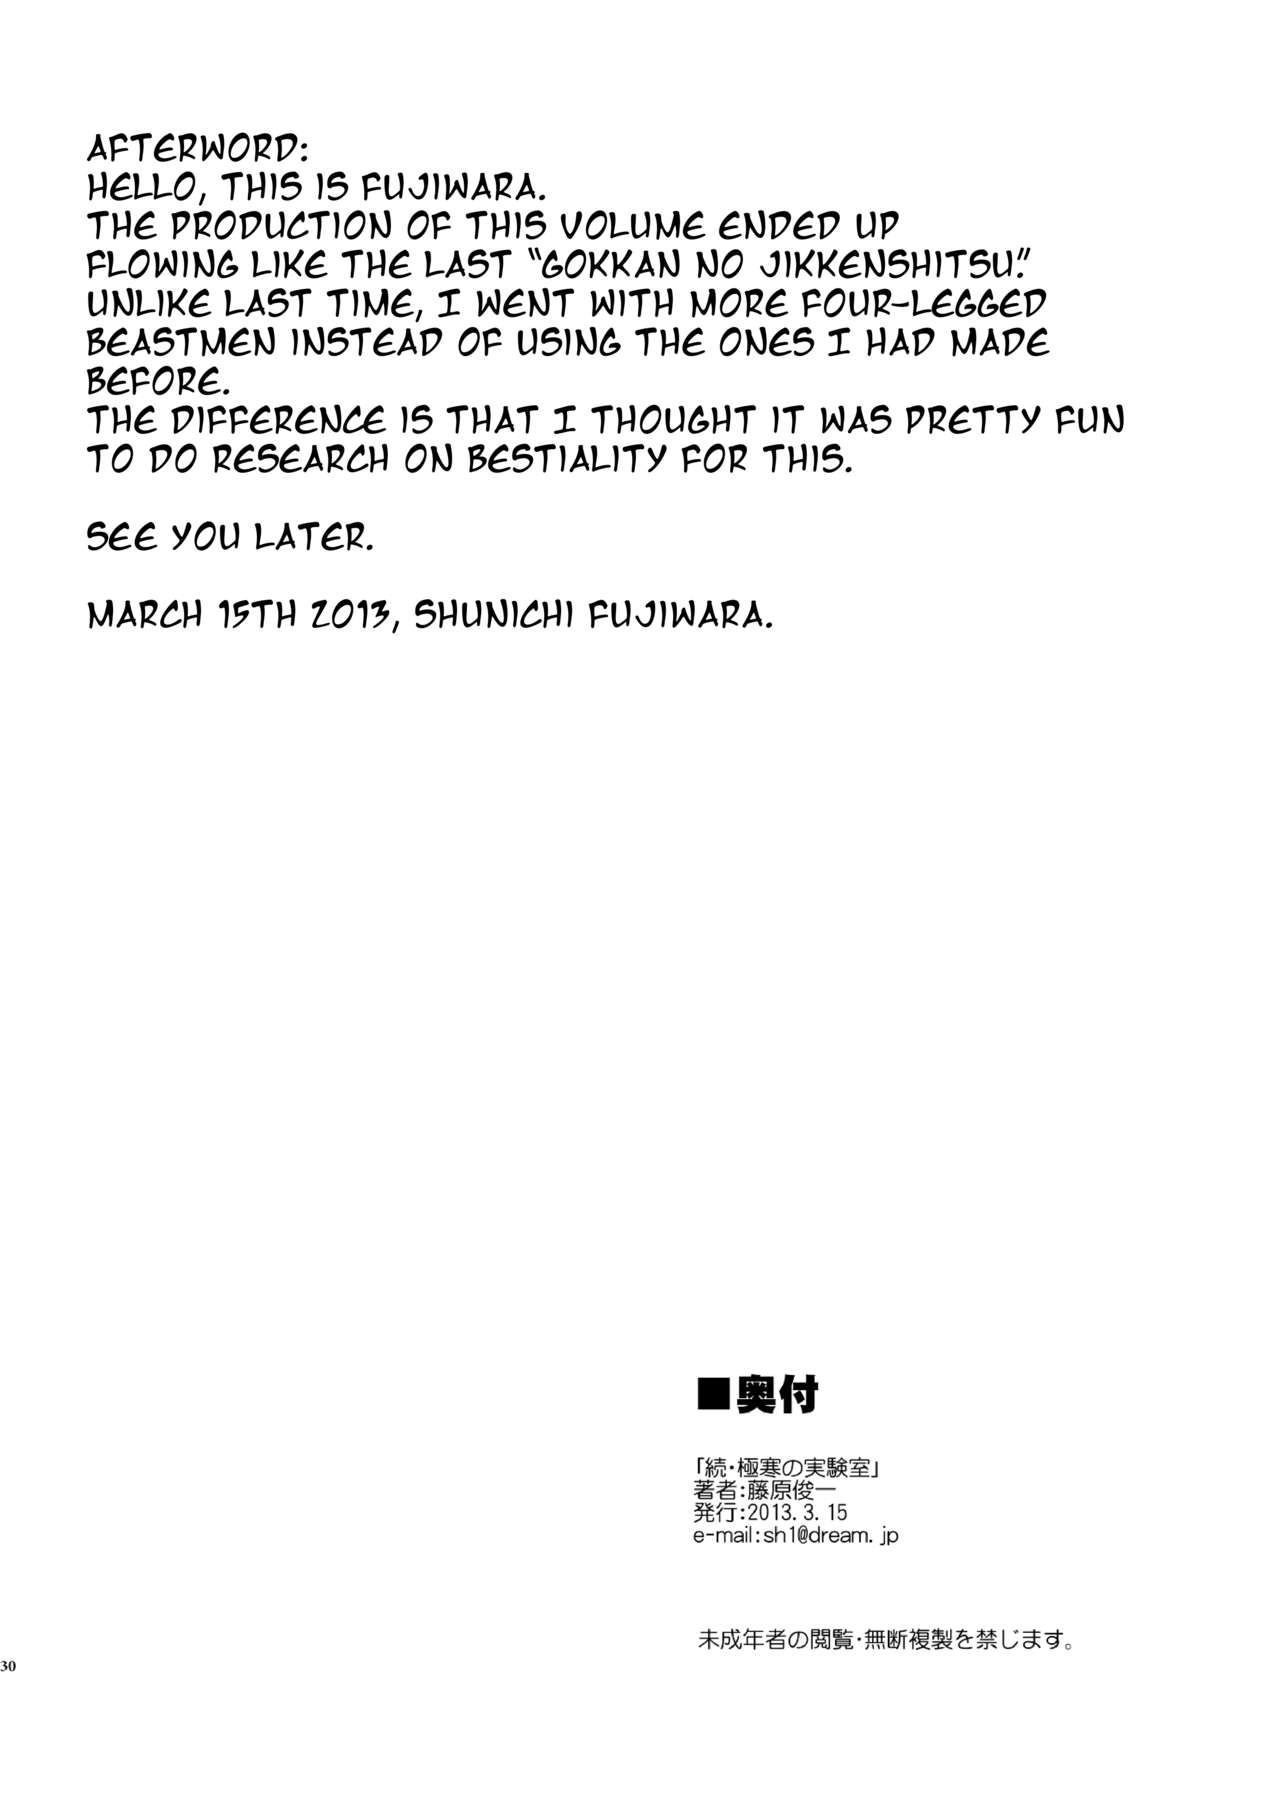 AFTERWORD:
HELLO, THIS IS FUJIWARA.
THE PRODUCTION OF THIS VOLUME ENDED UP
FLOWING LIKE THE LAST "GOKKAN NO JIKKENSHITSU."
UNLIKE LAST TIME, I WENT WITH MORE FOUR-LEGGED
BEASTMEN INSTEAD OF USING THE ONES I HAD MADE
BEFORE.
THE DIFFERENCE IS THAT I THOUGHT IT WAS PRETTY FUN
TO DO RESEARCH ON BESTIALITY FOR THIS.
SEE YOU LATER.
MARCH 15TH 2013, SHUNICHI FUJIWARA.
■奥付
「続・極寒の実験室」
著者:藤原俊一
発行:2013.3.15
e-mail:sh1@dream.jp
未成年者の閲覧・無断複製を禁じます。
30